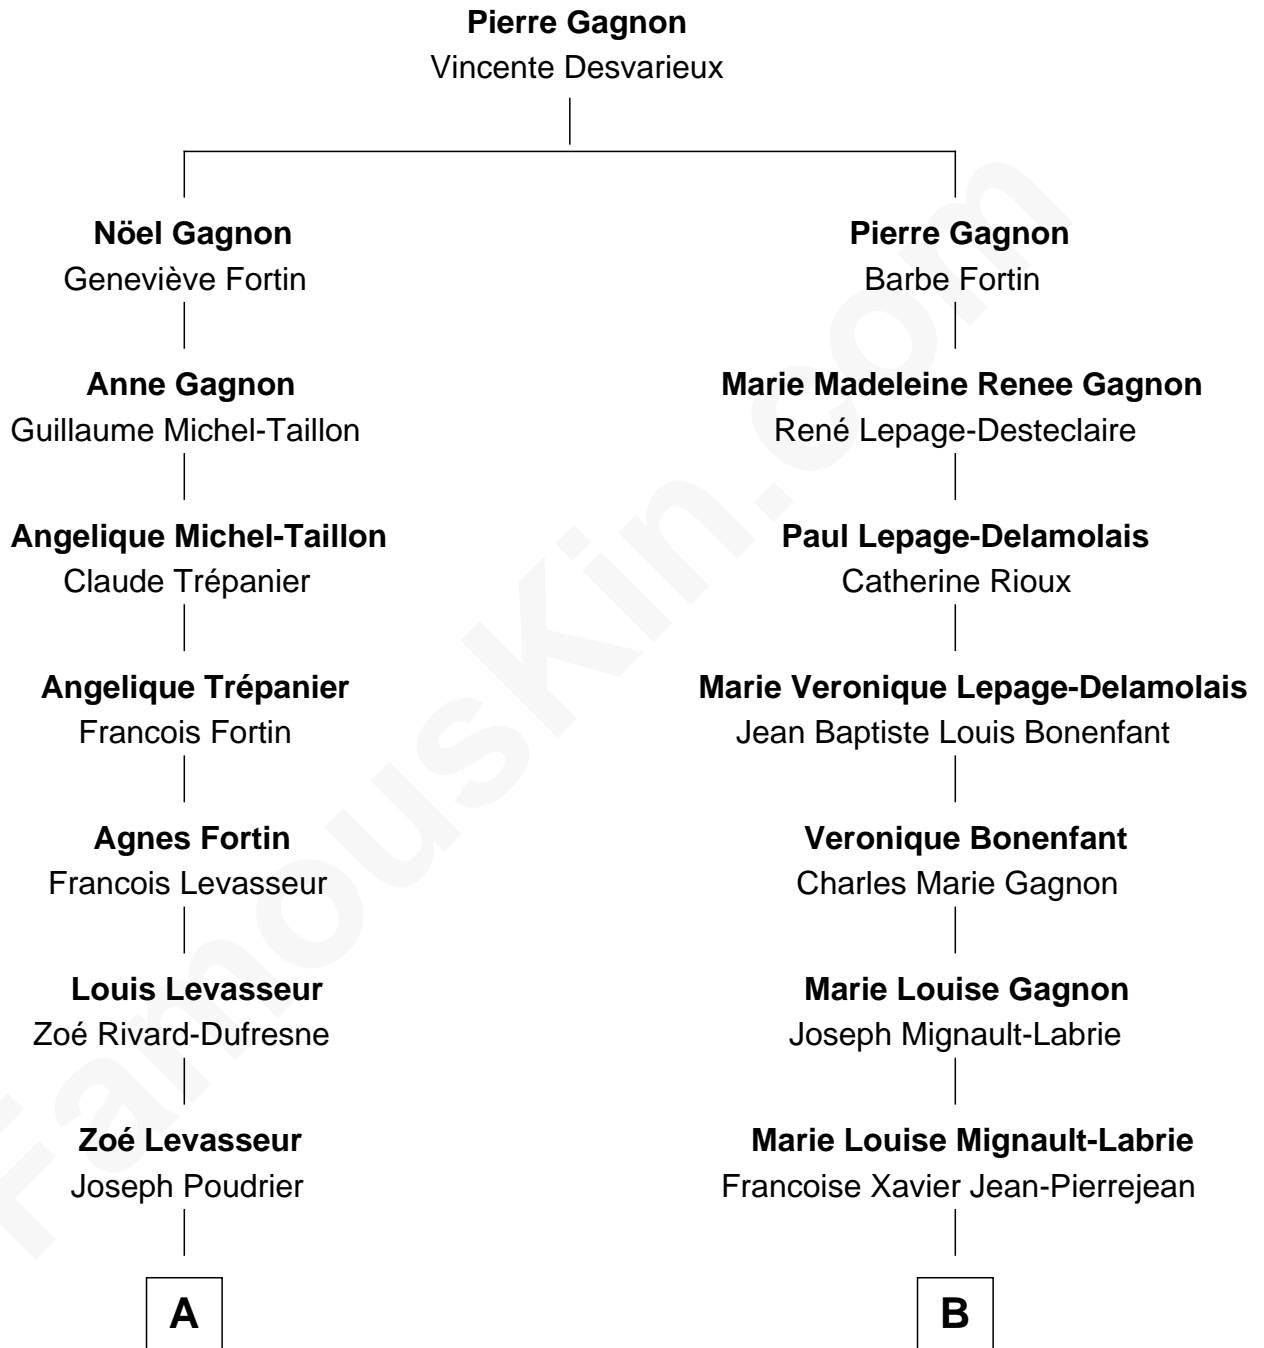 Pierre Gagnon
Vincente Desvarieux
Nöel Gagnon
Geneviève Fortin
Anne Gagnon
Guillaume Michel-Taillon
Angelique Michel-Taillon
Claude Trépanier
Angelique Trépanier
Francois Fortin
Agnes Fortin
Francois Levasseur
Louis Levasseur
Zoé Rivard-Dufresne
Zoé Levasseur
Joseph Poudrier
A
Pierre Gagnon
Barbe Fortin
Marie Madeleine Renee Gagnon
René Lepage-Desteclaire
Paul Lepage-Delamolais
Catherine Rioux
Marie Veronique Lepage-Delamolais
Jean Baptiste Louis Bonenfant
Veronique Bonenfant
Charles Marie Gagnon
Marie Louise Gagnon
Joseph Mignault-Labrie
Marie Louise Mignault-Labrie
Francoise Xavier Jean-Pierrejean
B
FamousKin.com